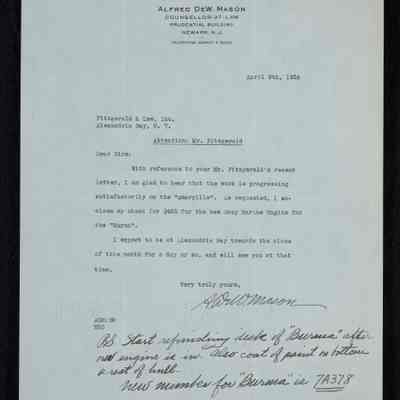 ALFRED DEW. MASON
COUNSELLOR-AT-LAW
PRUDENTIAL BUILDING
NEWARK, N.J.
April 9th,
Fitzgerald & Lee, Inc.
Alexandria Bay, N. Y.
Attention: Mr. Fitzgerald
Dear Sirs:
With reference to your Mr. Fitzgerald's recent
letter, I am glad to hear that the work is progressing
satisfactorily on the As requested, I en-
close my check for for the new Gray Marine Engine for
the "Burma".
I expect to be at Alexandria Bay towards the close
of this month for a day or so, and will see you at that
time.
Very truly yours,
A DeW Mason
PS. Start refinishing deck of "Burma" after
new engine is in. Also coat of paint on bottom
& rest of hull.
New number for "Burma" is 7A378